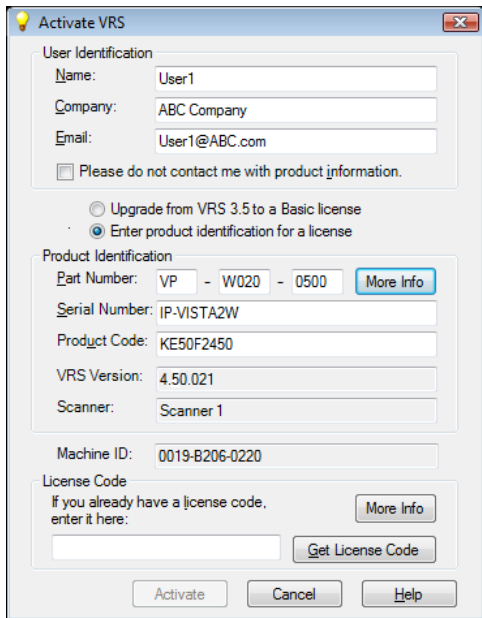 Activate VRS
User Identification
Name: User1
Company: ABC Company
Email: User1@ABC.com
Please do not contact me with product information.
Upgrade from VRS 3.5 to a Basic license
Enter product identification for a license
Product Identification
Part Number: VP - W020 - 0500 More Info
Serial Number: IP-VISTA2W
Product Code: KE50F2450
VRS Version: 4.50.021
Scanner: Scanner 1
Machine ID: 0019-B206-0220
License Code
If you already have a license code,
enter it here:
More Info
Get License Code
Activate Cancel Help